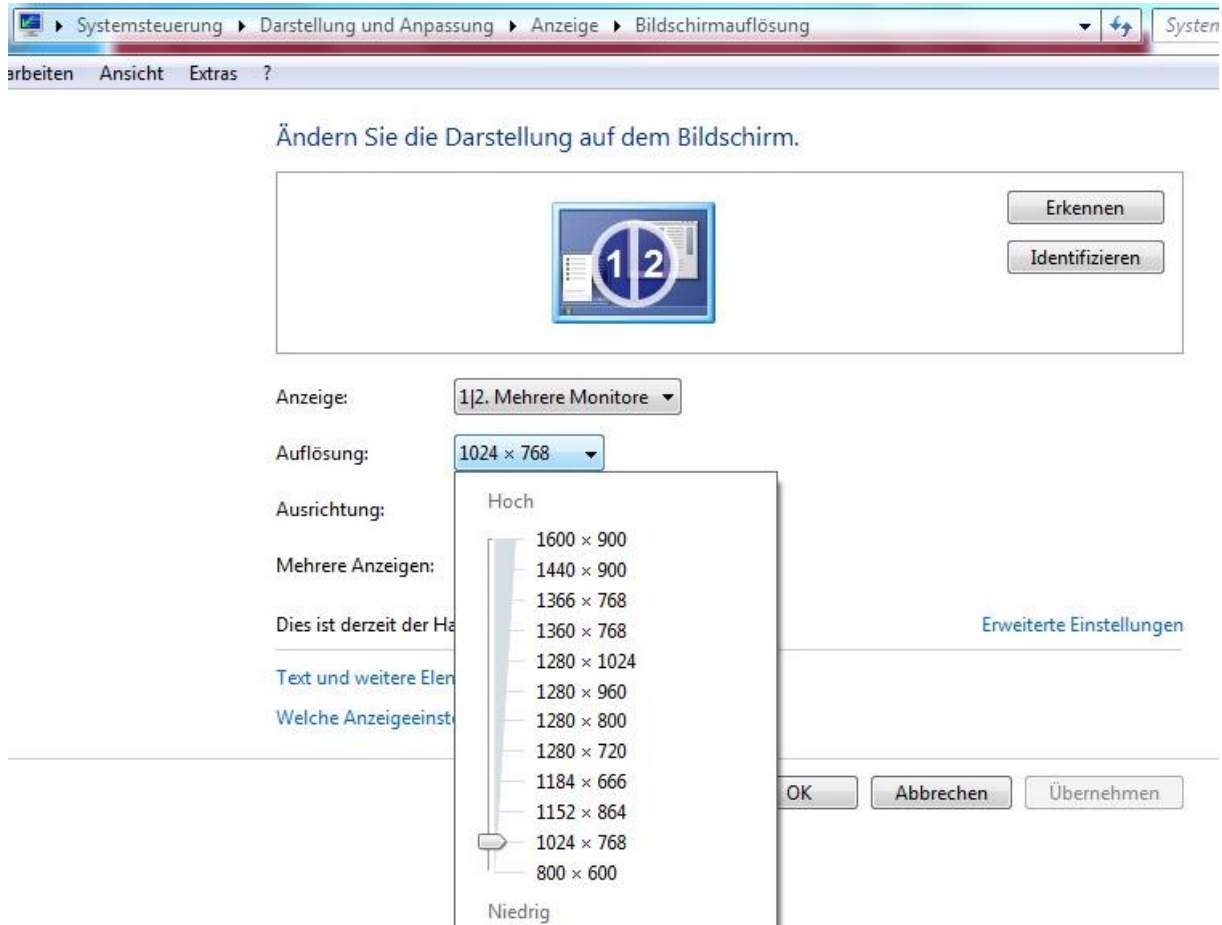 Systemsteuerung ▸ Darstellung und Anpassung ▸ Anzeige ▸ Bildschirmauflösung System
arbeiten Ansicht Extras ?
Ändern Sie die Darstellung auf dem Bildschirm.
1|2
Erkennen
Identifizieren
Anzeige: 1|2. Mehrere Monitore
Auflösung: 1024 × 768
Ausrichtung:
Mehrere Anzeigen:
Dies ist derzeit der Ha
Erweiterte Einstellungen
Text und weitere Elen
Welche Anzeigeeinst
Hoch
1600 × 900
1440 × 900
1366 × 768
1360 × 768
1280 × 1024
1280 × 960
1280 × 800
1280 × 720
1184 × 666
1152 × 864
1024 × 768
800 × 600
Niedrig
OK Abbrechen Übernehmen